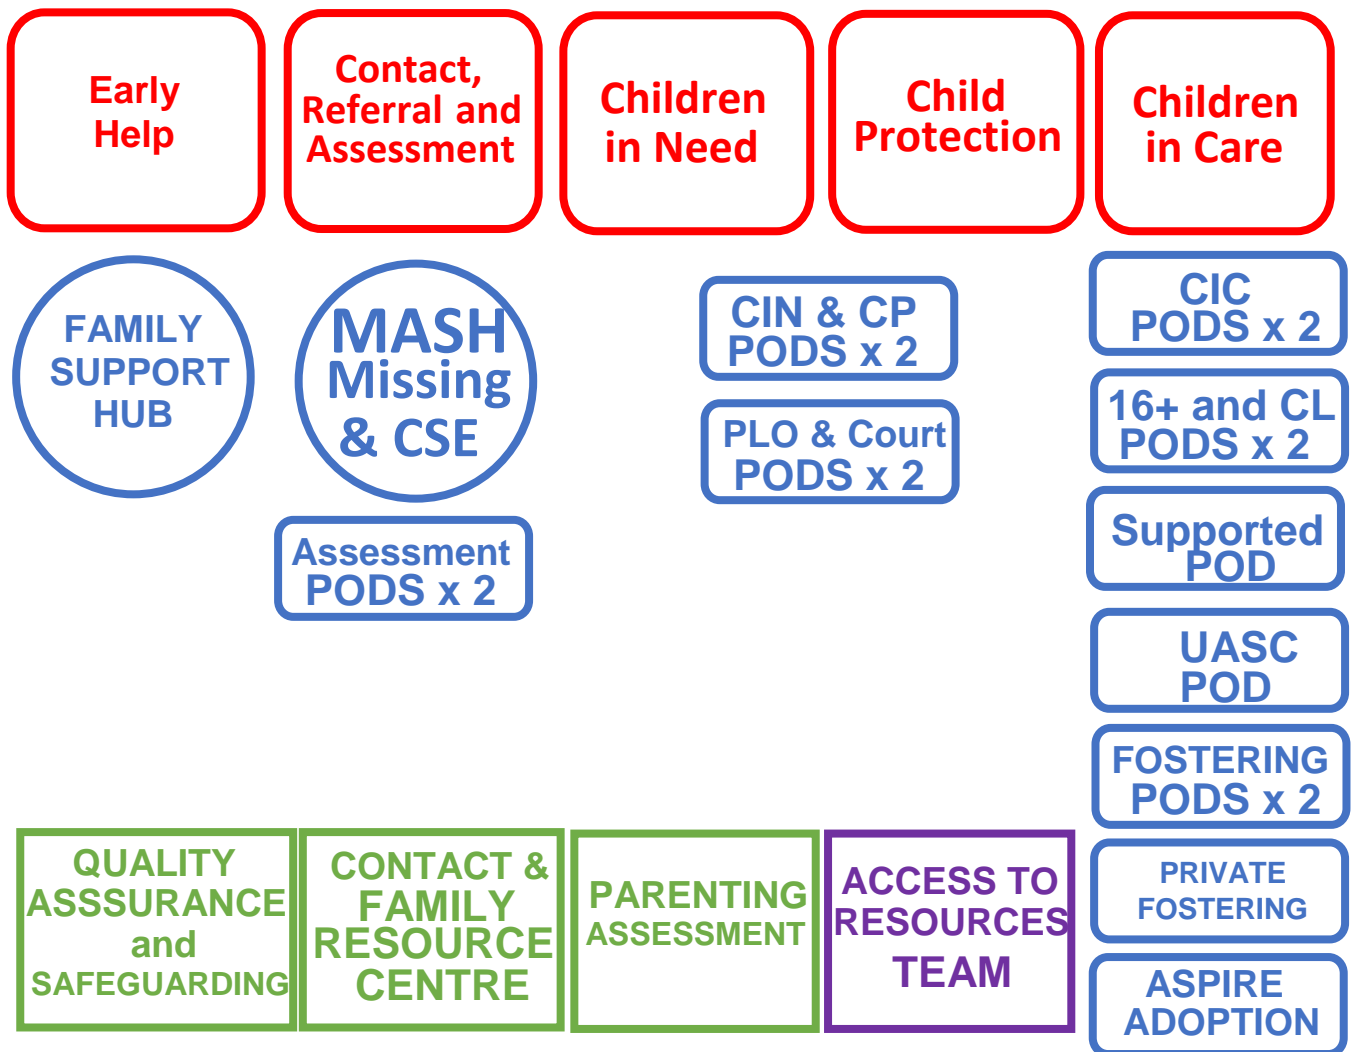 Early
Help
Contact,
Referral and
Assessment
Children
in Need
Child
Protection
Children
in Care
FAMILY
SUPPORT
HUB
MASH
Missing
& CSE
Assessment
PODS x 2
CIN & CP
PODS x 2
PLO & Court
PODS x 2
CIC
PODS x 2
16+ and CL
PODS x 2
Supported
POD
UASC
POD
FOSTERING
PODS x 2
PRIVATE
FOSTERING
ASPIRE
ADOPTION
QUALITY
ASSSURANCE
and
SAFEGUARDING
CONTACT &
FAMILY
RESOURCE
CENTRE
PARENTING
ASSESSMENT
ACCESS TO
RESOURCES
TEAM